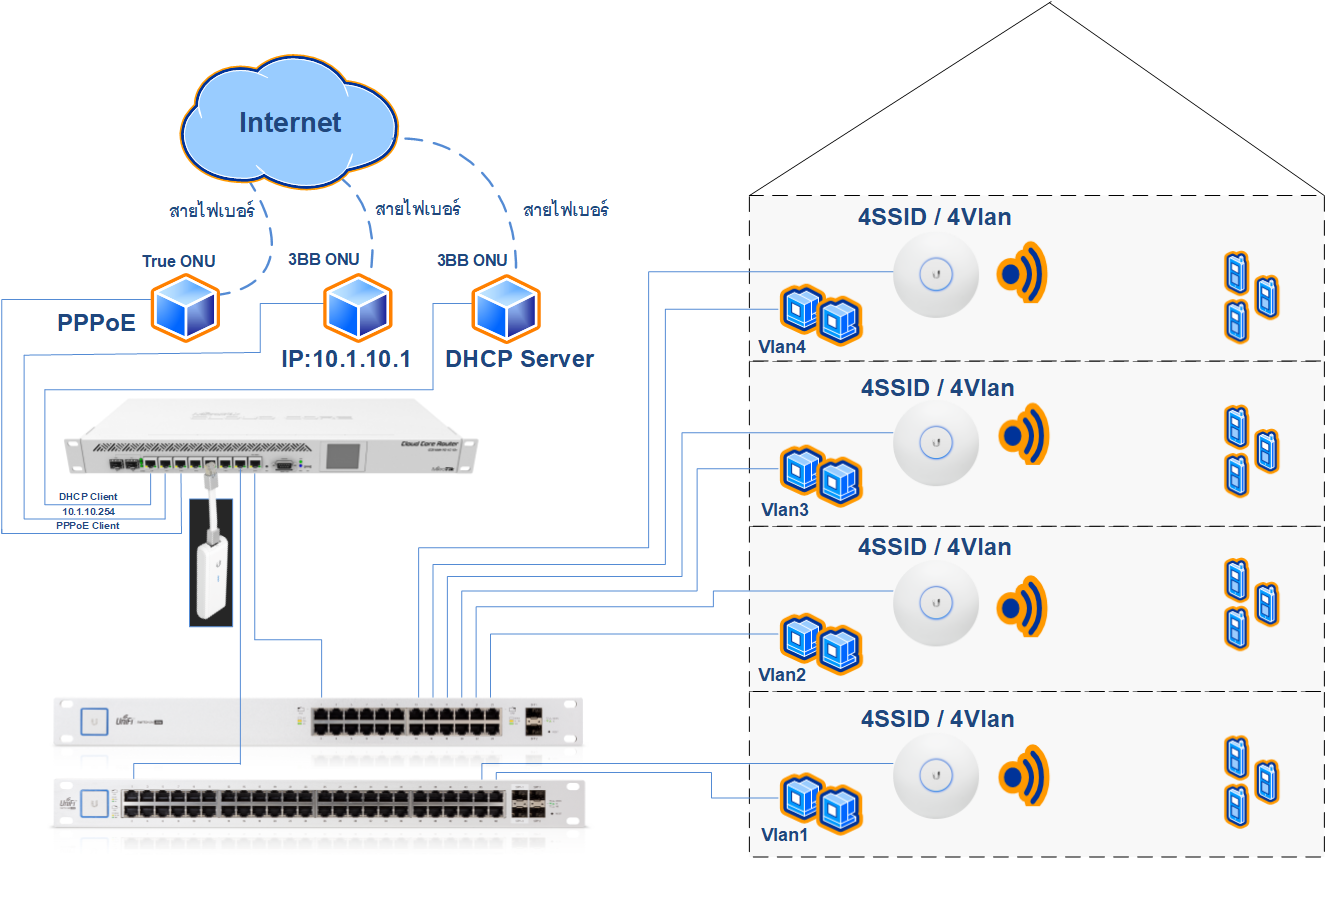 Internet
สายไฟเบอร์
สายไฟเบอร์
สายไฟเบอร์
True ONU
3BB ONU
3BB ONU
PPPoE
IP:10.1.10.1
DHCP Server
Cloud Core Router
DHCP Client
10.1.10.254
PPPoE Client
UniFi
UniFi
4SSID / 4Vlan
Vlan4
4SSID / 4Vlan
Vlan3
4SSID / 4Vlan
Vlan2
4SSID / 4Vlan
Vlan1